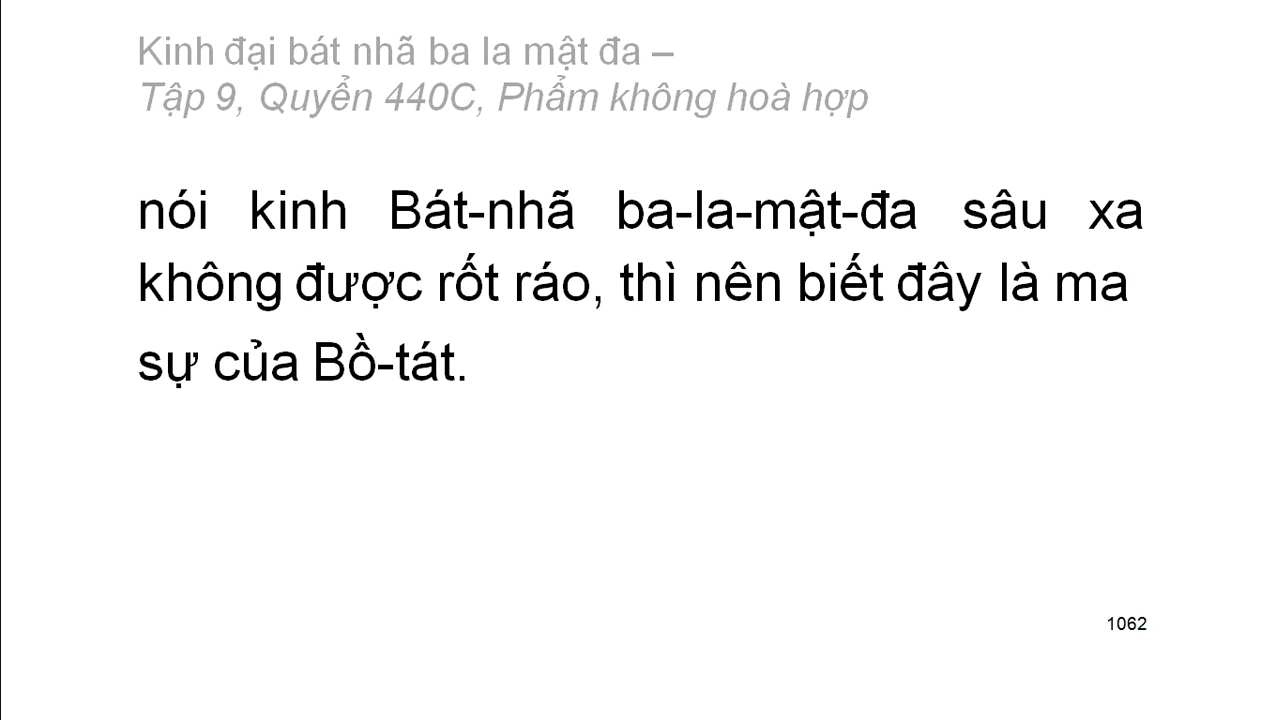 Kinh đại bát nhã ba la mật đa –
Tập 9, Quyển 440C, Phẩm không hoà hợp
nói kinh Bát-nhã ba-la-mật-đa sâu xa
không được rốt ráo, thì nên biết đây là ma
sự của Bồ-tát.
1062